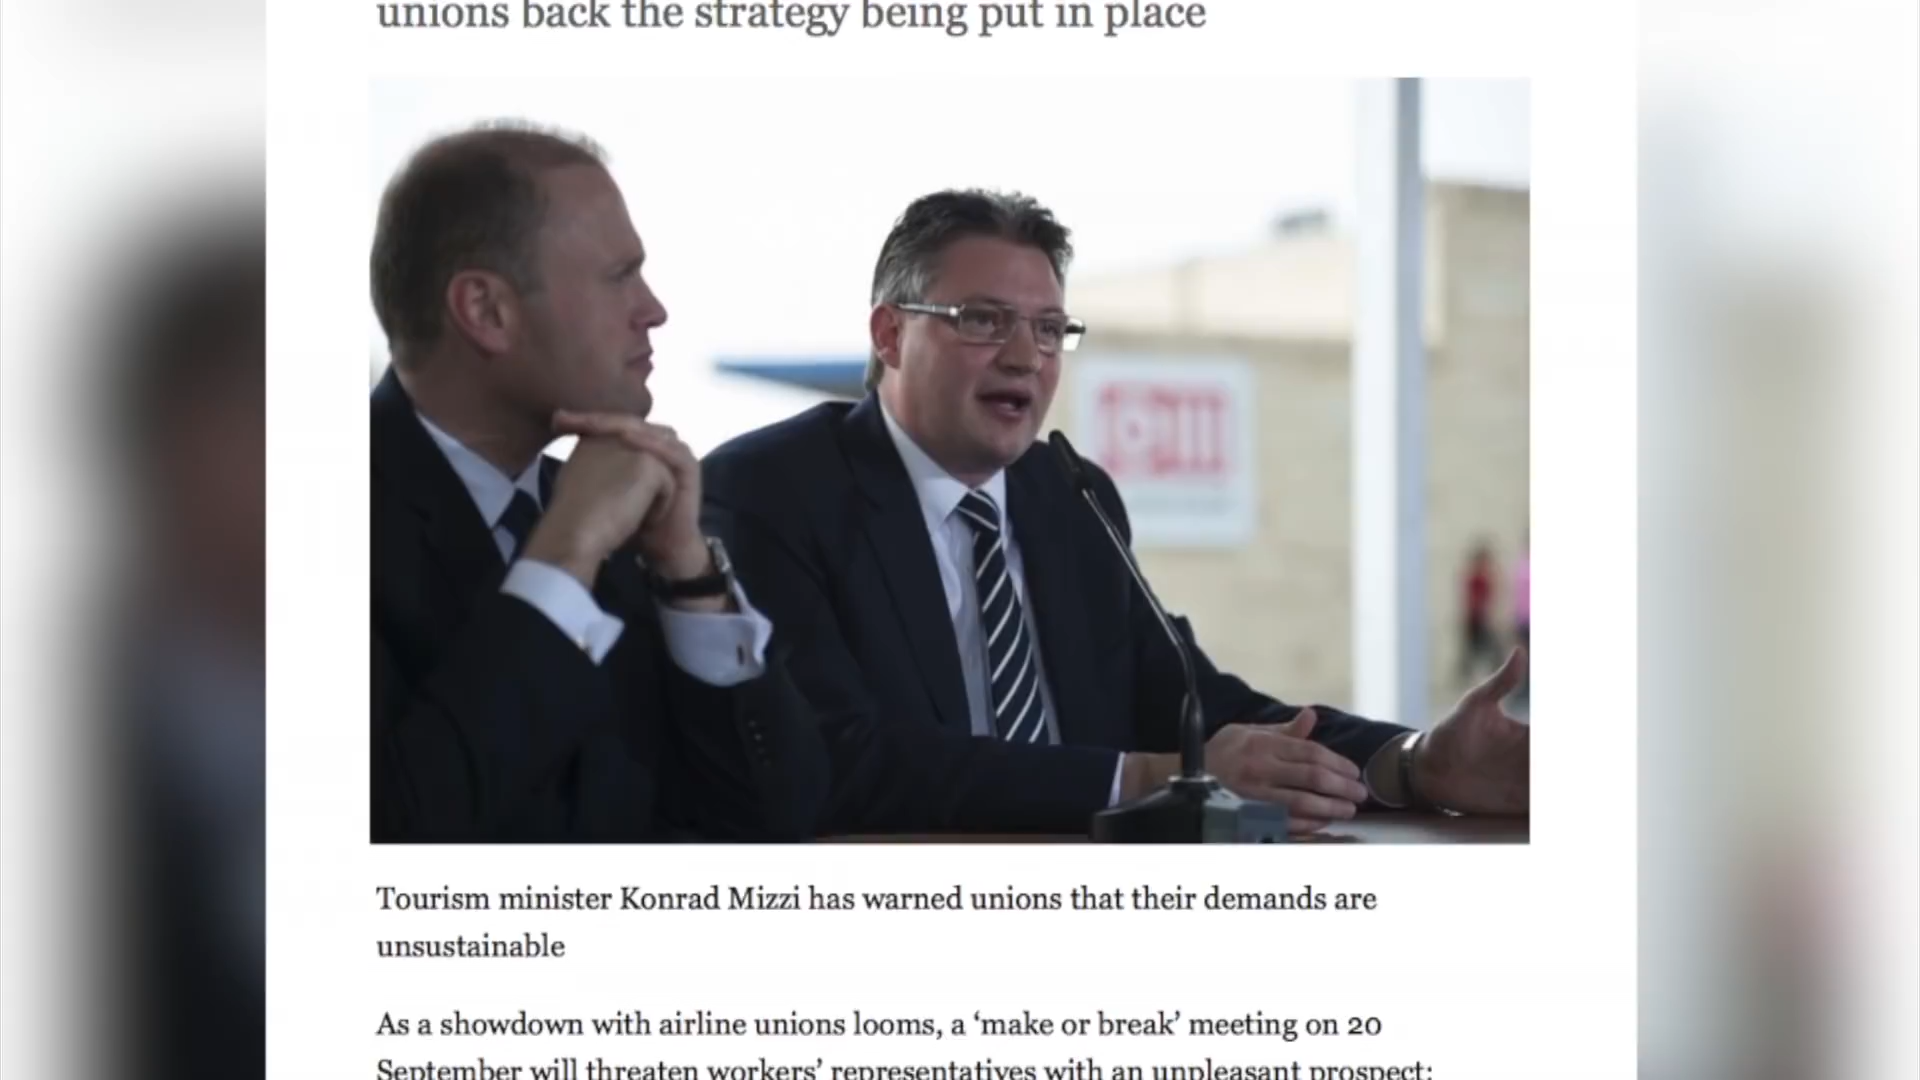 unions back the strategy being put in place
Tourism minister Konrad Mizzi has warned unions that their demands are
unsustainable
As a showdown with airline unions looms, a ‘make or break’ meeting on 20
September will threaten workers’ representatives with an unpleasant prospect: